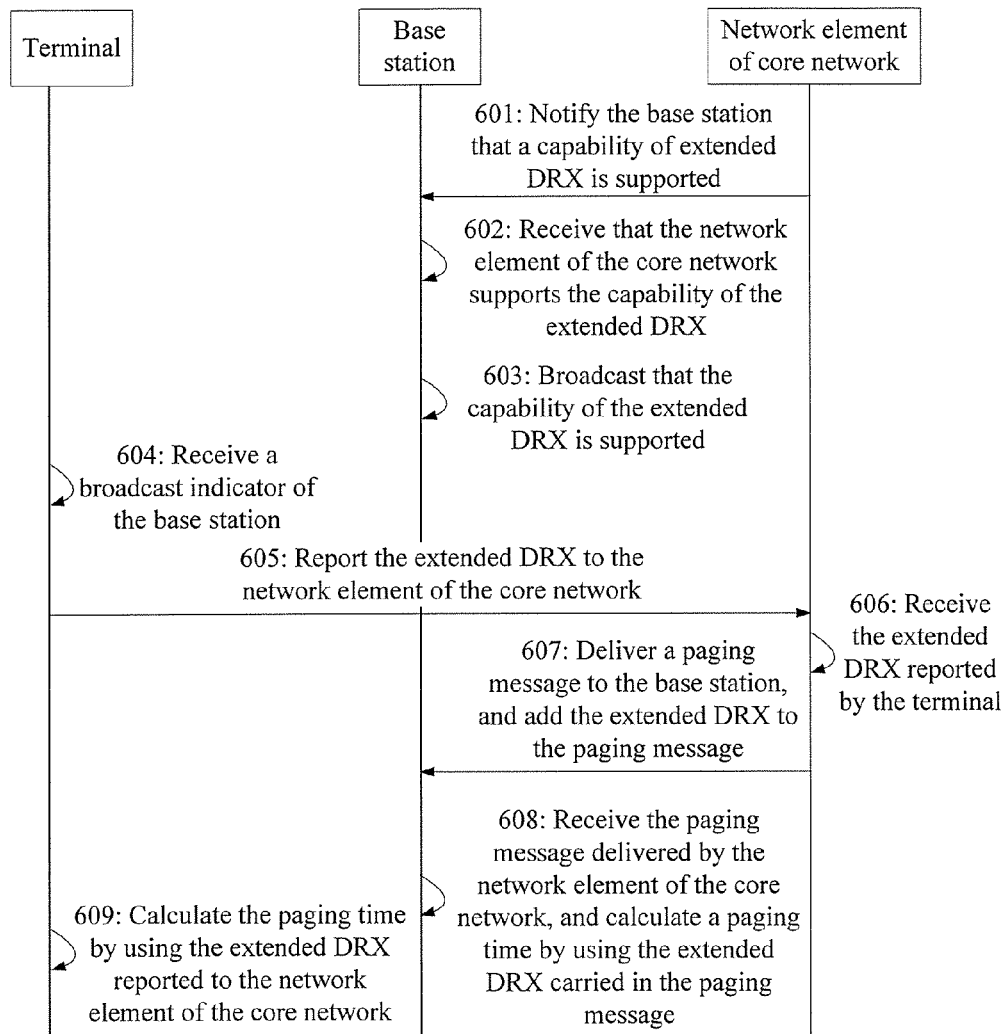 Terminal
Base
station
Network element
of core network
601: Notify the base station
that a capability of extended
DRX is supported
602: Receive that the network
element of the core network
supports the capability of the
extended DRX
603: Broadcast that the
capability of the extended
DRX is supported
604: Receive a
broadcast indicator of
the base station
605: Report the extended DRX to the
network element of the core network
606: Receive
the extended
DRX reported
by the terminal
607: Deliver a paging
message to the base station,
and add the extended DRX to
the paging message
608: Receive the paging
message delivered by the
network element of the core
network, and calculate a paging
time by using the extended
DRX carried in the paging
message
609: Calculate the paging time
by using the extended DRX
reported to the network
element of the core network